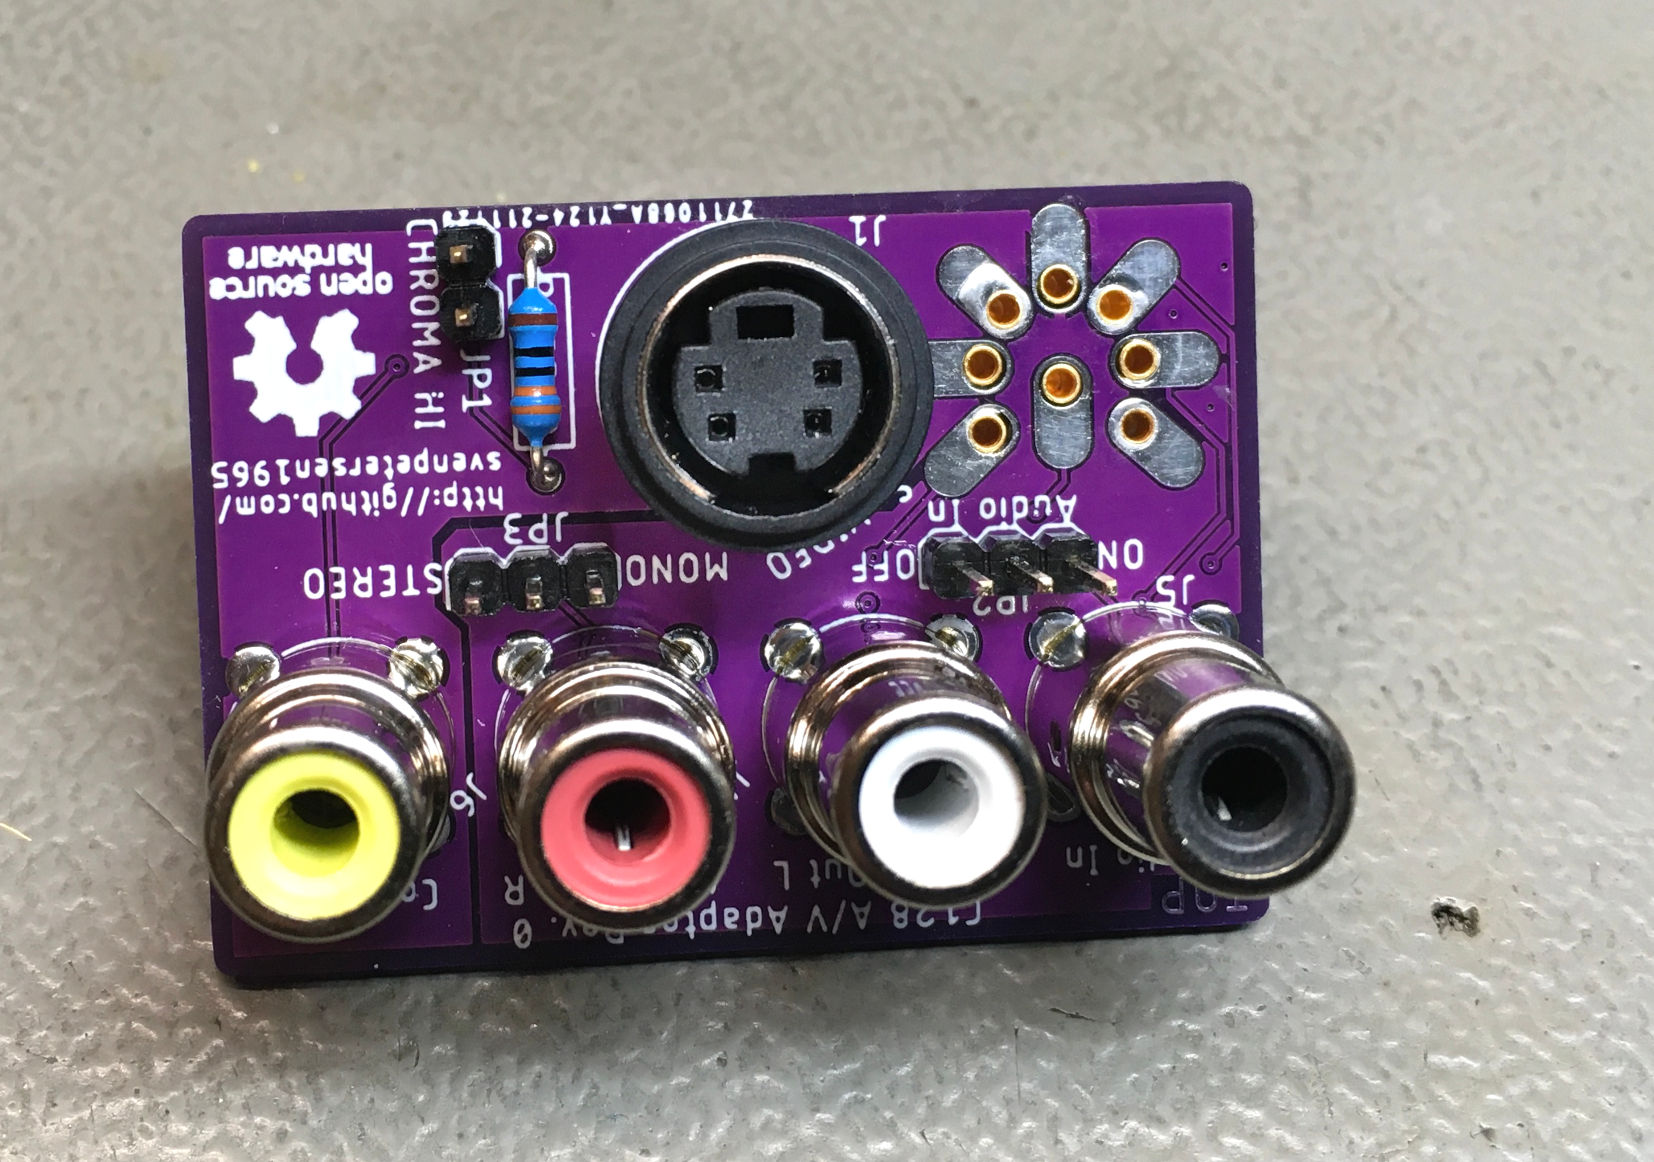 C128 A/V Adapter Rev. 0
TOP
R
J6
J5
ON
OFF
JP2
MONO
STEREO
JP3
Audio In
http://github.com/
svenpetersen1965
JP1
CHROMA HI
J1
open source
hardware